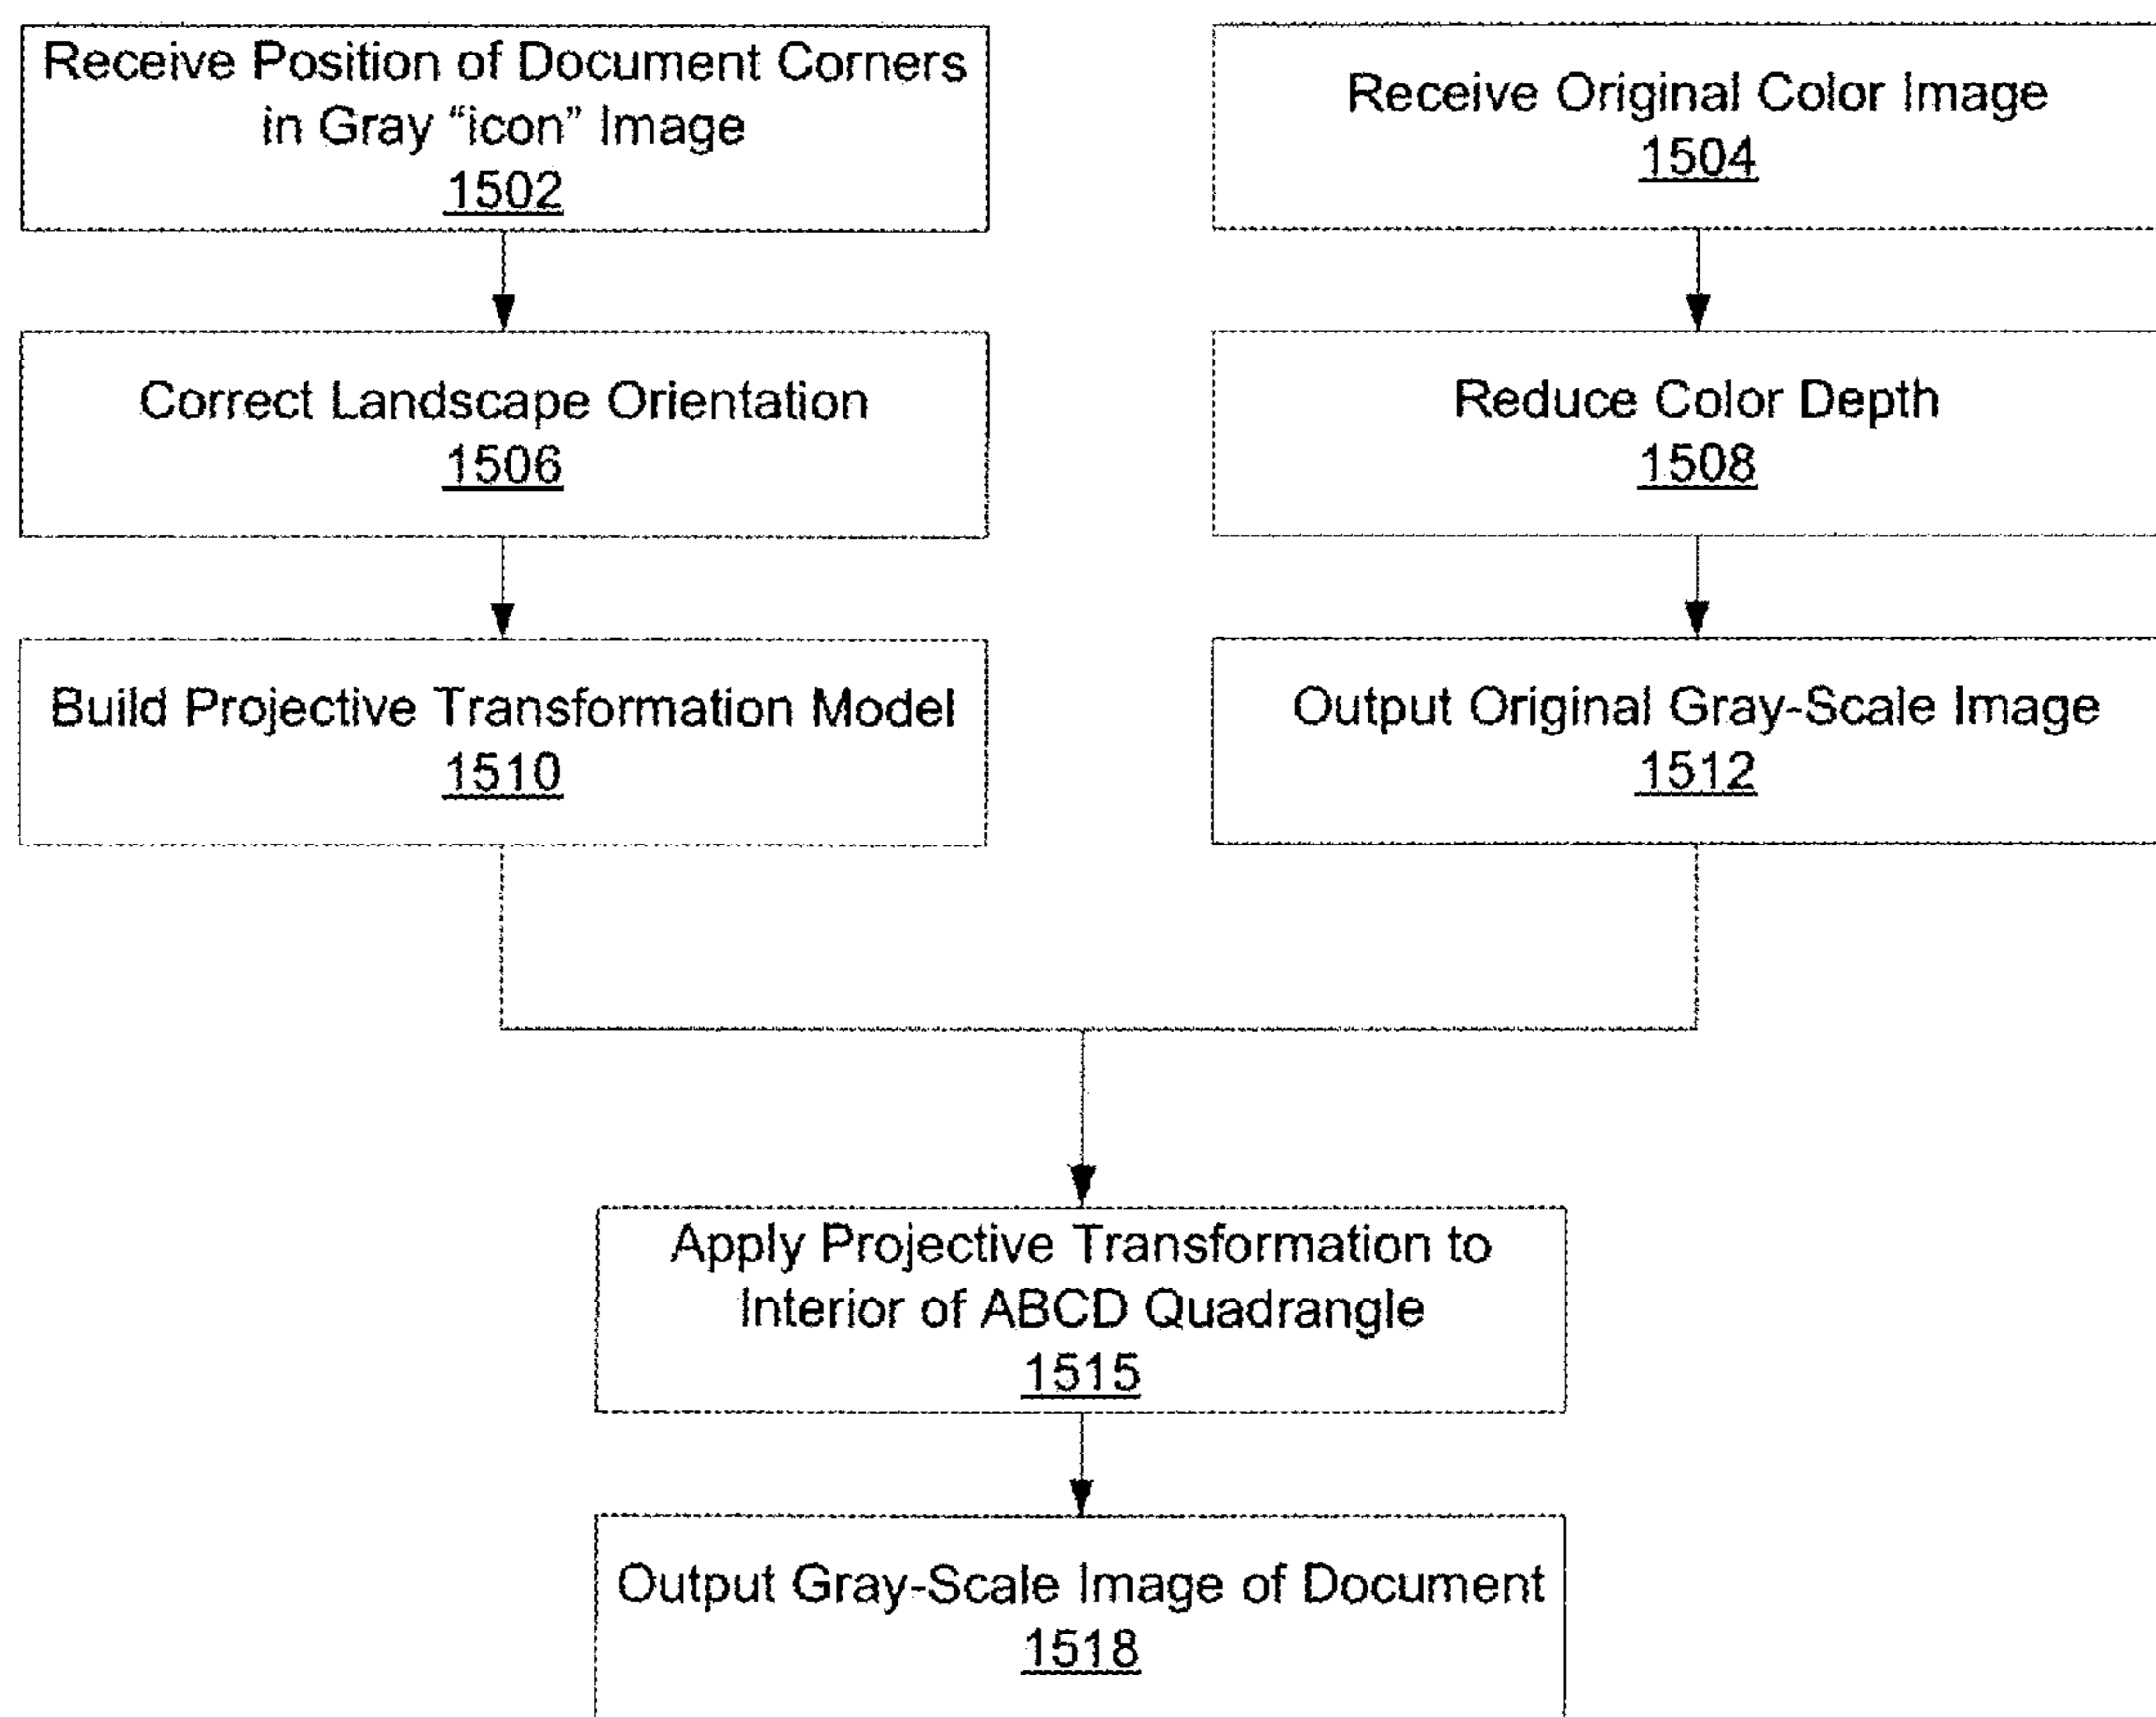 Receive Position of Document Corners
in Gray “icon” Image
1502
Receive Original Color Image
1504
Correct Landscape Orientation
1506
Reduce Color Depth
1508
Build Projective Transformation Model
1510
Output Original Gray-Scale Image
1512
Apply Projective Transformation to
Interior of ABCD Quadrangle
1515
Output Gray-Scale Image of Document
1518